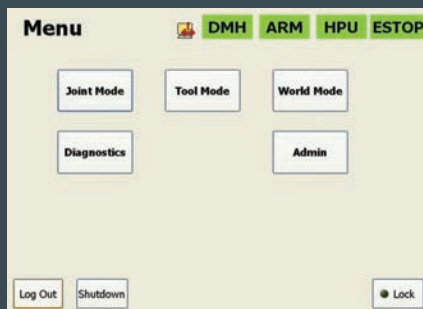 Menu DMH ARM HPU ESTOP
Joint Mode Tool Mode World Mode
Diagnostics Admin
Log Out Shutdown Lock